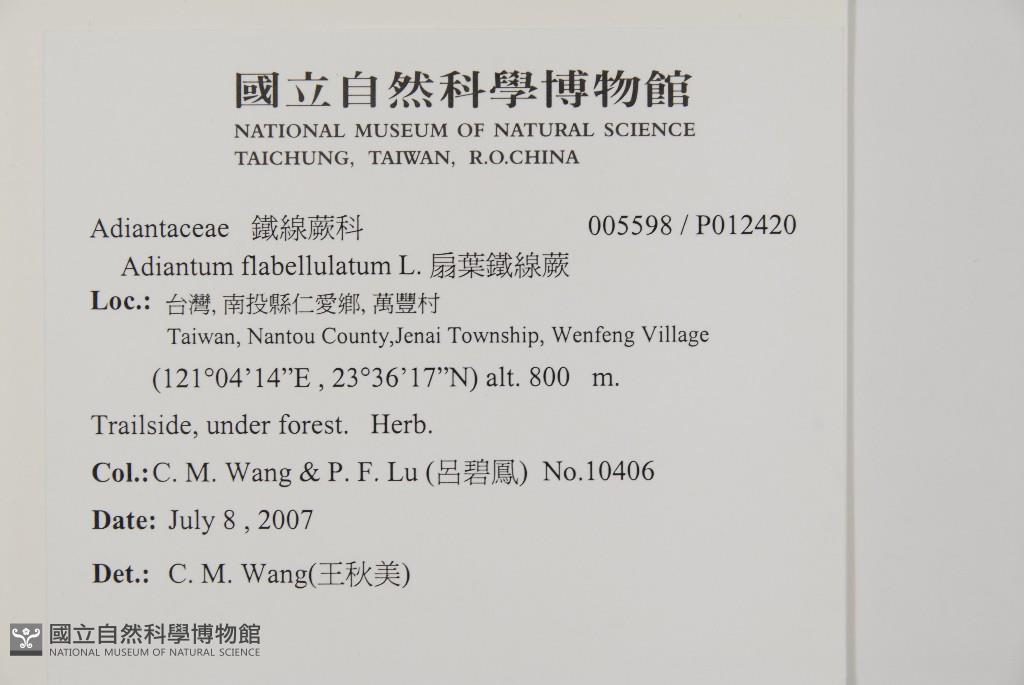 國立自然科學博物館
NATIONAL MUSEUM OF NATURAL SCIENCE
TAICHUNG, TAIWAN, R.O.CHINA
Adiantaceae 鐵線蕨科 005598 / P012420
Adiantum flabellulatum L. 扇葉鐵線蕨
Loc.: 台灣, 南投縣仁愛鄉, 萬豐村
Taiwan, Nantou County,Jenai Township, Wenfeng Village
(121°04’14”E , 23°36’17”N) alt. 800 m.
Trailside, under forest. Herb.
Col.: C. M. Wang & P. F. Lu (呂碧鳳) No.10406
Date: July 8 , 2007
Det.: C. M. Wang(王秋美)
國立自然科學博物館
NATIONAL MUSEUM OF NATURAL SCIENCE